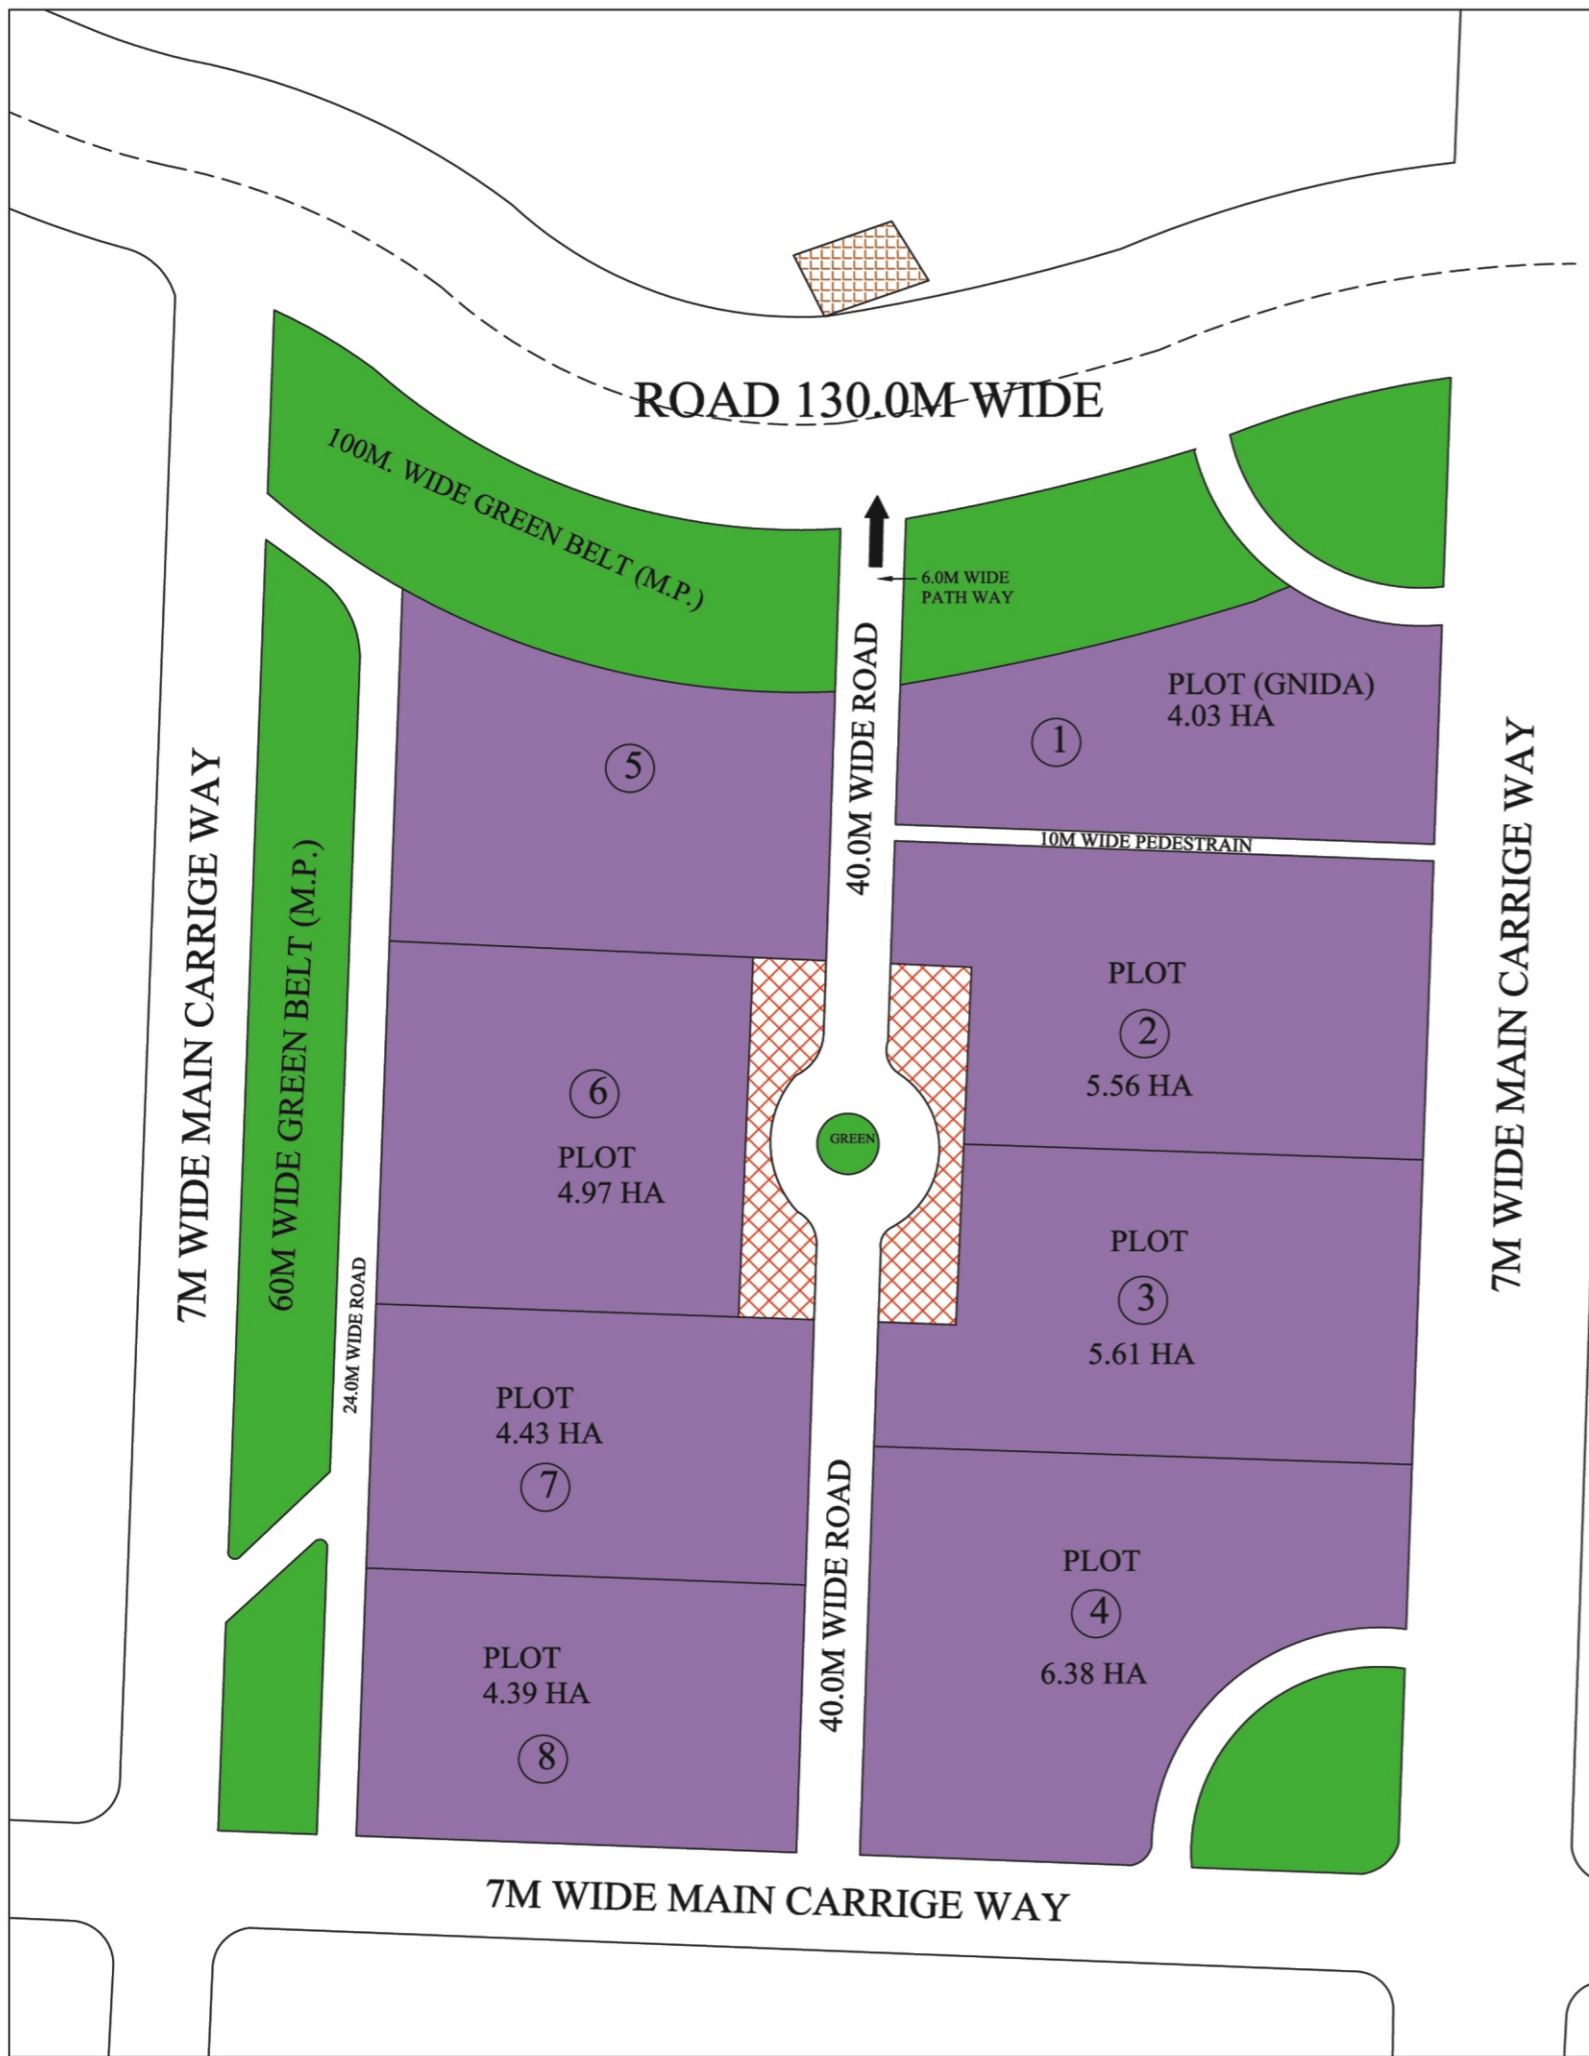 ROAD 130.0M WIDE
100M. WIDE GREEN BELT (M.P.)
6.0M WIDE
PATH WAY
40.0M WIDE ROAD
PLOT (GNIDA)
4.03 HA
1
5
10M WIDE PEDESTRAIN
7M WIDE MAIN CARRIGE WAY
60M WIDE GREEN BELT (M.P.)
7M WIDE MAIN CARRIGE WAY
PLOT
2
5.56 HA
6
PLOT
4.97 HA
GREEN
PLOT
3
5.61 HA
24.0M WIDE ROAD
PLOT
4.43 HA
7
40.0M WIDE ROAD
PLOT
4
6.38 HA
PLOT
4.39 HA
8
7M WIDE MAIN CARRIGE WAY